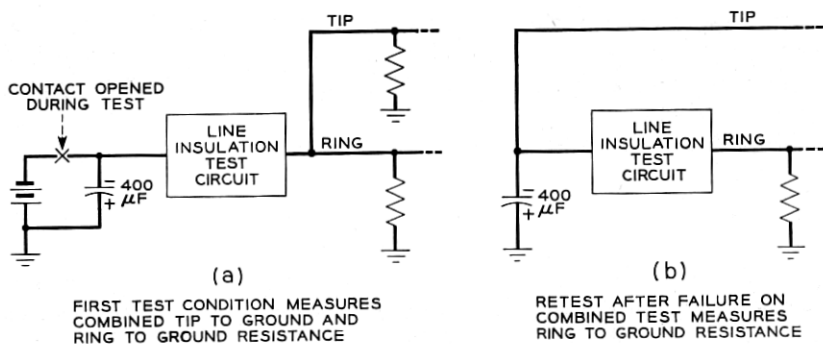 TIP
CONTACT OPENED
DURING TEST
LINE
INSULATION
TEST
CIRCUIT
RING
− 400
+ μF
(a)
FIRST TEST CONDITION MEASURES
COMBINED TIP TO GROUND AND
RING TO GROUND RESISTANCE
TIP
LINE
INSULATION
TEST
CIRCUIT
RING
− 400
+ μF
(b)
RETEST AFTER FAILURE ON
COMBINED TEST MEASURES
RING TO GROUND RESISTANCE